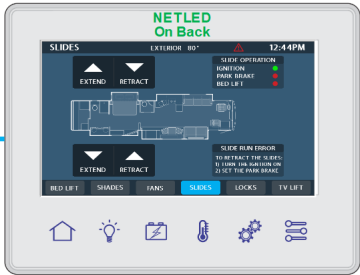 NETLED
On Back
SLIDES EXTERIOR 80° 12:44PM
EXTEND RETRACT
SLIDE OPERATION
IGNITION
PARK BRAKE
BED LIFT
EXTEND RETRACT
SLIDE RUN ERROR
TO RETRACT THE SLIDES:
1) TURN THE IGNITION ON
2) SET THE PARK BRAKE
BED LIFT SHADES FANS SLIDES LOCKS TV LIFT